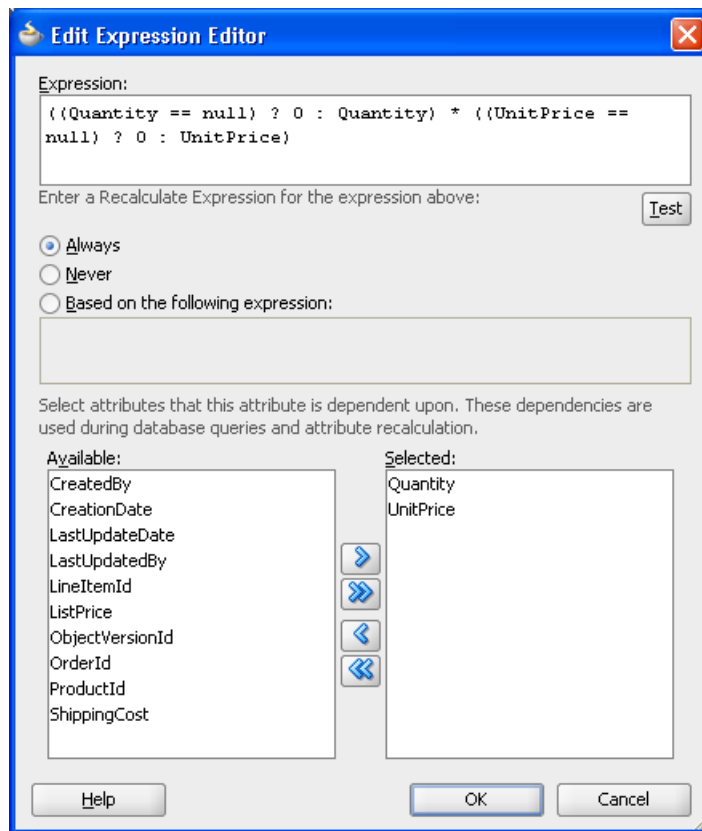 Edit Expression Editor
Expression:
((Quantity == null) ? 0 : Quantity) * ((UnitPrice ==
null) ? 0 : UnitPrice)
Enter a Recalculate Expression for the expression above:
Test
Always
Never
Based on the following expression:
Select attributes that this attribute is dependent upon. These dependencies are
used during database queries and attribute recalculation.
Available:
CreatedBy
CreationDate
LastUpdateDate
LastUpdatedBy
LineItemId
ListPrice
ObjectVersionId
OrderId
ProductId
ShippingCost
Selected:
Quantity
UnitPrice
Help
OK
Cancel